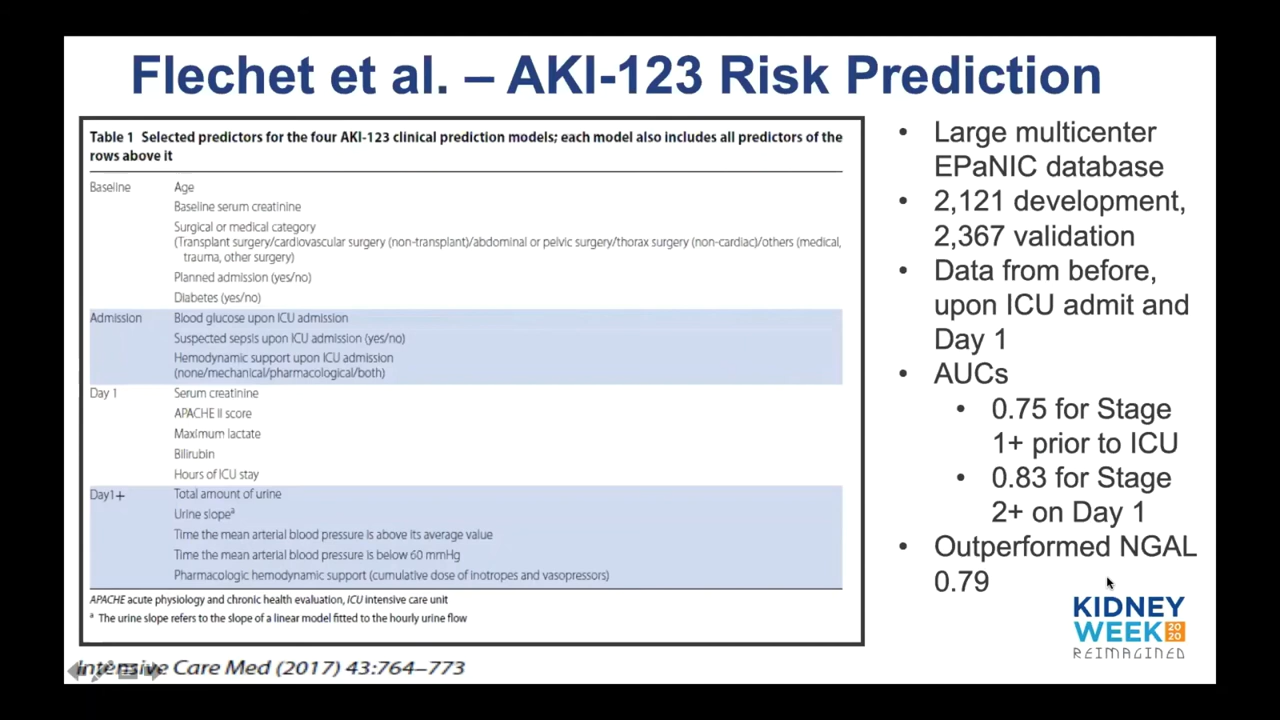 Flechet et al. – AKI-123 Risk Prediction
Table 1 Selected predictors for the four AKI-123 clinical prediction models; each model also includes all predictors of the
rows above it
Baseline Age
Baseline serum creatinine
Surgical or medical category
(Transplant surgery/cardiovascular surgery (non-transplant)/abdominal or pelvic surgery/thorax surgery (non-cardiac)/others (medical,
trauma, other surgery)
Planned admission (yes/no)
Diabetes (yes/no)
Admission Blood glucose upon ICU admission
Suspected sepsis upon ICU admission (yes/no)
Hemodynamic support upon ICU admission
(none/mechanical/pharmacological/both)
Day 1 Serum creatinine
APACHE II score
Maximum lactate
Bilirubin
Hours of ICU stay
Day1+ Total amount of urine
Urine slopeª
Time the mean arterial blood pressure is above its average value
Time the mean arterial blood pressure is below 60 mmHg
Pharmacologic hemodynamic support (cumulative dose of inotropes and vasopressors)
APACHE acute physiology and chronic health evaluation, ICU intensive care unit
ª The urine slope refers to the slope of a linear model fitted to the hourly urine flow
Intensive Care Med (2017) 43:764–773
• Large multicenter
EPaNIC database
• 2,121 development,
2,367 validation
• Data from before,
upon ICU admit and
Day 1
• AUCs
• 0.75 for Stage
1+ prior to ICU
• 0.83 for Stage
2+ on Day 1
• Outperformed NGAL
0.79
KIDNEY
WEEK 2020
REIMAGINED